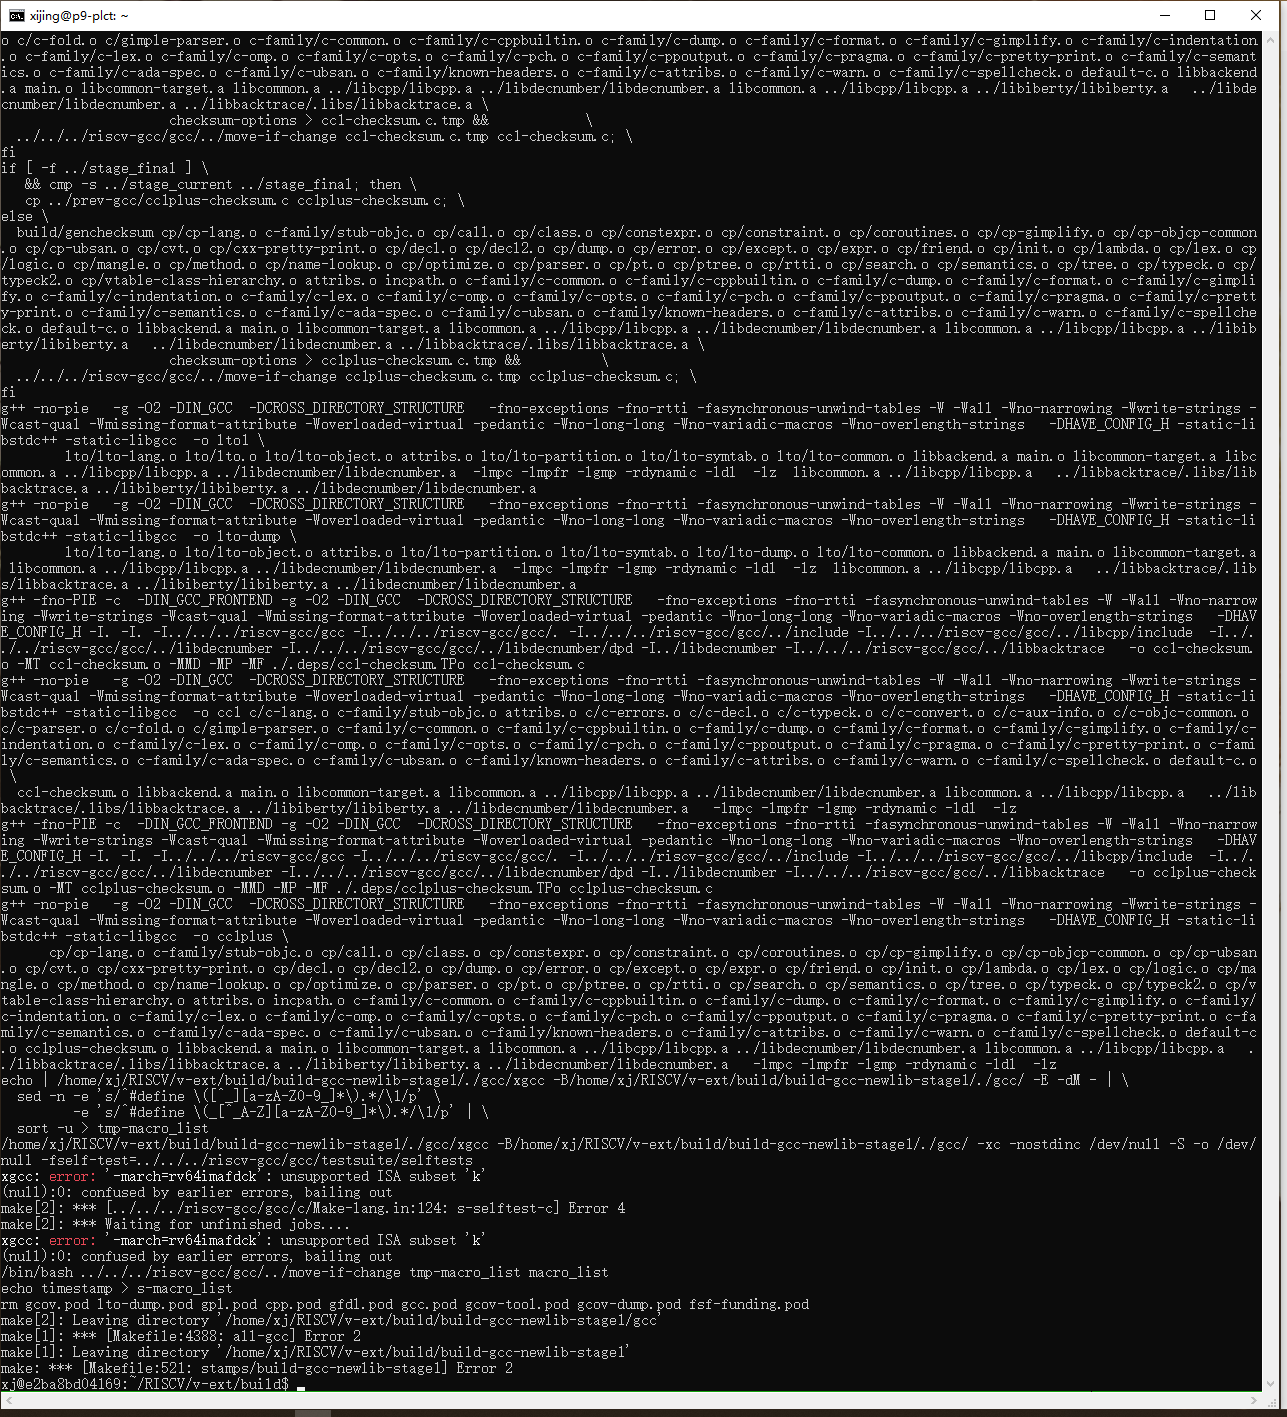 xijing@p9-plct: ~
o c/c-fold.o c/gimple-parser.o c-family/c-common.o c-family/c-cppbuiltin.o c-family/c-dump.o c-family/c-format.o c-family/c-gimplify.o c-family/c-indentation
.o c-family/c-lex.o c-family/c-omp.o c-family/c-opts.o c-family/c-pch.o c-family/c-ppoutput.o c-family/c-pragma.o c-family/c-pretty-print.o c-family/c-semant
ics.o c-family/c-ada-spec.o c-family/c-ubsan.o c-family/known-headers.o c-family/c-attribs.o c-family/c-warn.o c-family/c-spellcheck.o default-c.o libbackend
.a main.o libcommon-target.a libcommon.a ../libcpp/libcpp.a ../libdecnumber/libdecnumber.a libcommon.a ../libcpp/libcpp.a ../libiberty/libiberty.a   ../libde
cnumber/libdecnumber.a ../libbacktrace/.libs/libbacktrace.a \
                     checksum-options > cc1-checksum.c.tmp &&            \
  ../../../riscv-gcc/gcc/../move-if-change cc1-checksum.c.tmp cc1-checksum.c; \
fi
if [ -f ../stage_final ] \
   && cmp -s ../stage_current ../stage_final; then \
   cp ../prev-gcc/cc1plus-checksum.c cc1plus-checksum.c; \
else \
  build/genchecksum cp/cp-lang.o c-family/stub-objc.o cp/call.o cp/class.o cp/constexpr.o cp/constraint.o cp/coroutines.o cp/cp-gimplify.o cp/cp-objcp-common
.o cp/cp-ubsan.o cp/cvt.o cp/cxx-pretty-print.o cp/decl.o cp/decl2.o cp/dump.o cp/error.o cp/except.o cp/expr.o cp/friend.o cp/init.o cp/lambda.o cp/lex.o cp
/logic.o cp/mangle.o cp/method.o cp/name-lookup.o cp/optimize.o cp/parser.o cp/pt.o cp/ptree.o cp/rtti.o cp/search.o cp/semantics.o cp/tree.o cp/typeck.o cp/
typeck2.o cp/vtable-class-hierarchy.o attribs.o incpath.o c-family/c-common.o c-family/c-cppbuiltin.o c-family/c-dump.o c-family/c-format.o c-family/c-gimpli
fy.o c-family/c-indentation.o c-family/c-lex.o c-family/c-omp.o c-family/c-opts.o c-family/c-pch.o c-family/c-ppoutput.o c-family/c-pragma.o c-family/c-prett
y-print.o c-family/c-semantics.o c-family/c-ada-spec.o c-family/c-ubsan.o c-family/known-headers.o c-family/c-attribs.o c-family/c-warn.o c-family/c-spellche
ck.o default-c.o libbackend.a main.o libcommon-target.a libcommon.a ../libcpp/libcpp.a ../libdecnumber/libdecnumber.a libcommon.a ../libcpp/libcpp.a ../libib
erty/libiberty.a   ../libdecnumber/libdecnumber.a ../libbacktrace/.libs/libbacktrace.a \
                     checksum-options > cc1plus-checksum.c.tmp &&          \
  ../../../riscv-gcc/gcc/../move-if-change cc1plus-checksum.c.tmp cc1plus-checksum.c; \
fi
g++ -no-pie   -g -O2 -DIN_GCC  -DCROSS_DIRECTORY_STRUCTURE   -fno-exceptions -fno-rtti -fasynchronous-unwind-tables -W -Wall -Wno-narrowing -Wwrite-strings -
Wcast-qual -Wmissing-format-attribute -Woverloaded-virtual -pedantic -Wno-long-long -Wno-variadic-macros -Wno-overlength-strings   -DHAVE_CONFIG_H -static-li
bstdc++ -static-libgcc  -o lto1 \
        lto/lto-lang.o lto/lto.o lto/lto-object.o attribs.o lto/lto-partition.o lto/lto-symtab.o lto/lto-common.o libbackend.a main.o libcommon-target.a libc
ommon.a ../libcpp/libcpp.a ../libdecnumber/libdecnumber.a  -lmpc -lmpfr -lgmp -rdynamic -ldl  -lz  libcommon.a ../libcpp/libcpp.a   ../libbacktrace/.libs/lib
backtrace.a ../libiberty/libiberty.a ../libdecnumber/libdecnumber.a
g++ -no-pie   -g -O2 -DIN_GCC  -DCROSS_DIRECTORY_STRUCTURE   -fno-exceptions -fno-rtti -fasynchronous-unwind-tables -W -Wall -Wno-narrowing -Wwrite-strings -
Wcast-qual -Wmissing-format-attribute -Woverloaded-virtual -pedantic -Wno-long-long -Wno-variadic-macros -Wno-overlength-strings   -DHAVE_CONFIG_H -static-li
bstdc++ -static-libgcc  -o lto-dump \
        lto/lto-lang.o lto/lto-object.o attribs.o lto/lto-partition.o lto/lto-symtab.o lto/lto-dump.o lto/lto-common.o libbackend.a main.o libcommon-target.a
 libcommon.a ../libcpp/libcpp.a ../libdecnumber/libdecnumber.a  -lmpc -lmpfr -lgmp -rdynamic -ldl  -lz  libcommon.a ../libcpp/libcpp.a   ../libbacktrace/.lib
s/libbacktrace.a ../libiberty/libiberty.a ../libdecnumber/libdecnumber.a
g++ -fno-PIE -c  -DIN_GCC_FRONTEND -g -O2 -DIN_GCC  -DCROSS_DIRECTORY_STRUCTURE   -fno-exceptions -fno-rtti -fasynchronous-unwind-tables -W -Wall -Wno-narrow
ing -Wwrite-strings -Wcast-qual -Wmissing-format-attribute -Woverloaded-virtual -pedantic -Wno-long-long -Wno-variadic-macros -Wno-overlength-strings   -DHAV
E_CONFIG_H -I. -I. -I../../../riscv-gcc/gcc -I../../../riscv-gcc/gcc/. -I../../../riscv-gcc/gcc/../include -I../../../riscv-gcc/gcc/../libcpp/include  -I../.
./../riscv-gcc/gcc/../libdecnumber -I../../../riscv-gcc/gcc/../libdecnumber/dpd -I../libdecnumber -I../../../riscv-gcc/gcc/../libbacktrace   -o cc1-checksum.
o -MT cc1-checksum.o -MMD -MP -MF ./.deps/cc1-checksum.TPo cc1-checksum.c
g++ -no-pie   -g -O2 -DIN_GCC  -DCROSS_DIRECTORY_STRUCTURE   -fno-exceptions -fno-rtti -fasynchronous-unwind-tables -W -Wall -Wno-narrowing -Wwrite-strings -
Wcast-qual -Wmissing-format-attribute -Woverloaded-virtual -pedantic -Wno-long-long -Wno-variadic-macros -Wno-overlength-strings   -DHAVE_CONFIG_H -static-li
bstdc++ -static-libgcc  -o cc1 c/c-lang.o c-family/stub-objc.o attribs.o c/c-errors.o c/c-decl.o c/c-typeck.o c/c-convert.o c/c-aux-info.o c/c-objc-common.o
c/c-parser.o c/c-fold.o c/gimple-parser.o c-family/c-common.o c-family/c-cppbuiltin.o c-family/c-dump.o c-family/c-format.o c-family/c-gimplify.o c-family/c-
indentation.o c-family/c-lex.o c-family/c-omp.o c-family/c-opts.o c-family/c-pch.o c-family/c-ppoutput.o c-family/c-pragma.o c-family/c-pretty-print.o c-fami
ly/c-semantics.o c-family/c-ada-spec.o c-family/c-ubsan.o c-family/known-headers.o c-family/c-attribs.o c-family/c-warn.o c-family/c-spellcheck.o default-c.o
 \
  cc1-checksum.o libbackend.a main.o libcommon-target.a libcommon.a ../libcpp/libcpp.a ../libdecnumber/libdecnumber.a libcommon.a ../libcpp/libcpp.a   ../lib
backtrace/.libs/libbacktrace.a ../libiberty/libiberty.a ../libdecnumber/libdecnumber.a   -lmpc -lmpfr -lgmp -rdynamic -ldl  -lz
g++ -fno-PIE -c  -DIN_GCC_FRONTEND -g -O2 -DIN_GCC  -DCROSS_DIRECTORY_STRUCTURE   -fno-exceptions -fno-rtti -fasynchronous-unwind-tables -W -Wall -Wno-narrow
ing -Wwrite-strings -Wcast-qual -Wmissing-format-attribute -Woverloaded-virtual -pedantic -Wno-long-long -Wno-variadic-macros -Wno-overlength-strings   -DHAV
E_CONFIG_H -I. -I. -I../../../riscv-gcc/gcc -I../../../riscv-gcc/gcc/. -I../../../riscv-gcc/gcc/../include -I../../../riscv-gcc/gcc/../libcpp/include  -I../.
./../riscv-gcc/gcc/../libdecnumber -I../../../riscv-gcc/gcc/../libdecnumber/dpd -I../libdecnumber -I../../../riscv-gcc/gcc/../libbacktrace   -o cc1plus-check
sum.o -MT cc1plus-checksum.o -MMD -MP -MF ./.deps/cc1plus-checksum.TPo cc1plus-checksum.c
g++ -no-pie   -g -O2 -DIN_GCC  -DCROSS_DIRECTORY_STRUCTURE   -fno-exceptions -fno-rtti -fasynchronous-unwind-tables -W -Wall -Wno-narrowing -Wwrite-strings -
Wcast-qual -Wmissing-format-attribute -Woverloaded-virtual -pedantic -Wno-long-long -Wno-variadic-macros -Wno-overlength-strings   -DHAVE_CONFIG_H -static-li
bstdc++ -static-libgcc  -o cc1plus \
      cp/cp-lang.o c-family/stub-objc.o cp/call.o cp/class.o cp/constexpr.o cp/constraint.o cp/coroutines.o cp/cp-gimplify.o cp/cp-objcp-common.o cp/cp-ubsan
.o cp/cvt.o cp/cxx-pretty-print.o cp/decl.o cp/decl2.o cp/dump.o cp/error.o cp/except.o cp/expr.o cp/friend.o cp/init.o cp/lambda.o cp/lex.o cp/logic.o cp/ma
ngle.o cp/method.o cp/name-lookup.o cp/optimize.o cp/parser.o cp/pt.o cp/ptree.o cp/rtti.o cp/search.o cp/semantics.o cp/tree.o cp/typeck.o cp/typeck2.o cp/v
table-class-hierarchy.o attribs.o incpath.o c-family/c-common.o c-family/c-cppbuiltin.o c-family/c-dump.o c-family/c-format.o c-family/c-gimplify.o c-family/
c-indentation.o c-family/c-lex.o c-family/c-omp.o c-family/c-opts.o c-family/c-pch.o c-family/c-ppoutput.o c-family/c-pragma.o c-family/c-pretty-print.o c-fa
mily/c-semantics.o c-family/c-ada-spec.o c-family/c-ubsan.o c-family/known-headers.o c-family/c-attribs.o c-family/c-warn.o c-family/c-spellcheck.o default-c
.o cc1plus-checksum.o libbackend.a main.o libcommon-target.a libcommon.a ../libcpp/libcpp.a ../libdecnumber/libdecnumber.a libcommon.a ../libcpp/libcpp.a   .
./libbacktrace/.libs/libbacktrace.a ../libiberty/libiberty.a ../libdecnumber/libdecnumber.a   -lmpc -lmpfr -lgmp -rdynamic -ldl  -lz
echo | /home/xj/RISCV/v-ext/build/build-gcc-newlib-stage1/./gcc/xgcc -B/home/xj/RISCV/v-ext/build/build-gcc-newlib-stage1/./gcc/ -E -dM - | \
  sed -n -e 's/^#define \([^_][a-zA-Z0-9_]*\).*/\1/p' \
         -e 's/^#define \(_[^_A-Z][a-zA-Z0-9_]*\).*/\1/p' | \
  sort -u > tmp-macro_list
/home/xj/RISCV/v-ext/build/build-gcc-newlib-stage1/./gcc/xgcc -B/home/xj/RISCV/v-ext/build/build-gcc-newlib-stage1/./gcc/ -xc -nostdinc /dev/null -S -o /dev/
null -fself-test=../../../riscv-gcc/gcc/testsuite/selftests
xgcc: error: '-march=rv64imafdck': unsupported ISA subset 'k'
(null):0: confused by earlier errors, bailing out
make[2]: *** [../../../riscv-gcc/gcc/c/Make-lang.in:124: s-selftest-c] Error 4
make[2]: *** Waiting for unfinished jobs....
xgcc: error: '-march=rv64imafdck': unsupported ISA subset 'k'
(null):0: confused by earlier errors, bailing out
/bin/bash ../../../riscv-gcc/gcc/../move-if-change tmp-macro_list macro_list
echo timestamp > s-macro_list
rm gcov.pod lto-dump.pod gpl.pod cpp.pod gfdl.pod gcc.pod gcov-tool.pod gcov-dump.pod fsf-funding.pod
make[2]: Leaving directory '/home/xj/RISCV/v-ext/build/build-gcc-newlib-stage1/gcc'
make[1]: *** [Makefile:4388: all-gcc] Error 2
make[1]: Leaving directory '/home/xj/RISCV/v-ext/build/build-gcc-newlib-stage1'
make: *** [Makefile:521: stamps/build-gcc-newlib-stage1] Error 2
xj@e2ba8bd04169:~/RISCV/v-ext/build$